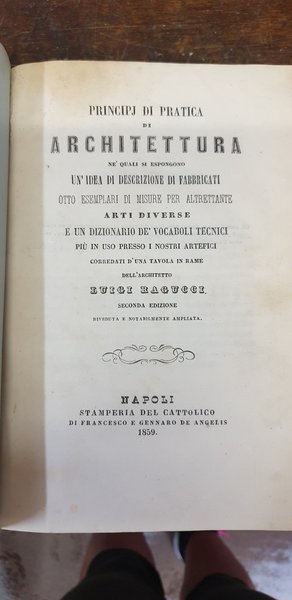 PRINCIPJ DI PRATICA
DI
ARCHITETTURA
NE' QUALI SI ESPONGONO
UN'IDEA DI DESCRIZIONE DI FABBRICATI
OTTO ESEMPLARI DI MISURE PER ALTRETTANTE
ARTI DIVERSE
E UN DIZIONARIO DE' VOCABOLI TECNICI
PIÙ IN USO PRESSO I NOSTRI ARTEFICI
CORREDATI D'UNA TAVOLA IN RAME
DELL'ARCHITETTO
LUIGI RAGUCCI
SECONDA EDIZIONE
RIVEDUTA E NOTABILMENTE AMPLIATA.
NAPOLI
STAMPERIA DEL CATTOLICO
DI FRANCESCO E GENNARO DE ANGELIS
1859.